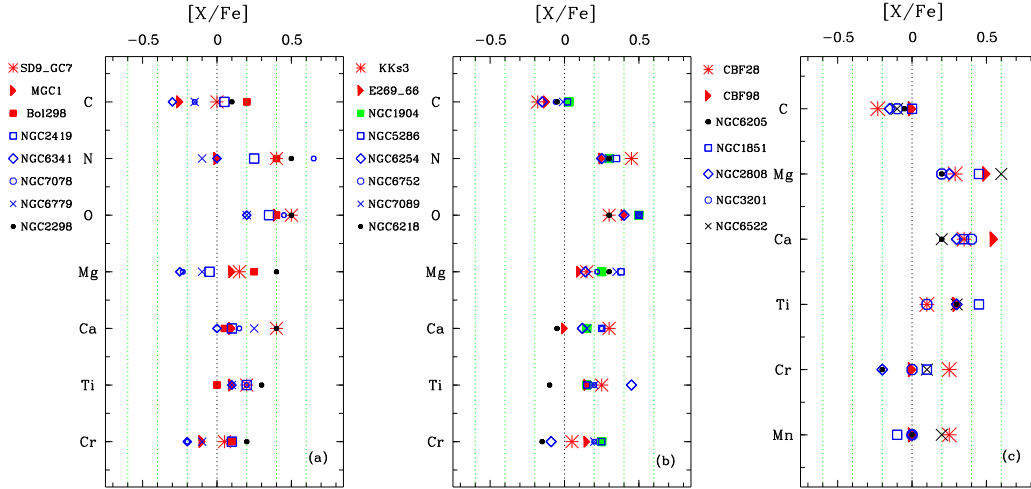 [X/Fe]
-0.5 0 0.5
SD9_GC7
MGC1
Bol298
NGC2419
NGC6341
NGC7078
NGC6779
NGC2298
C
N
O
Mg
Ca
Ti
Cr
(a)
[X/Fe]
-0.5 0 0.5
KKs3
E269_66
NGC1904
NGC5286
NGC6254
NGC6752
NGC7089
NGC6218
C
N
O
Mg
Ca
Ti
Cr
(b)
[X/Fe]
-0.5 0 0.5
CBF28
CBF98
NGC6205
NGC1851
NGC2808
NGC3201
NGC6522
C
Mg
Ca
Ti
Cr
Mn
(c)